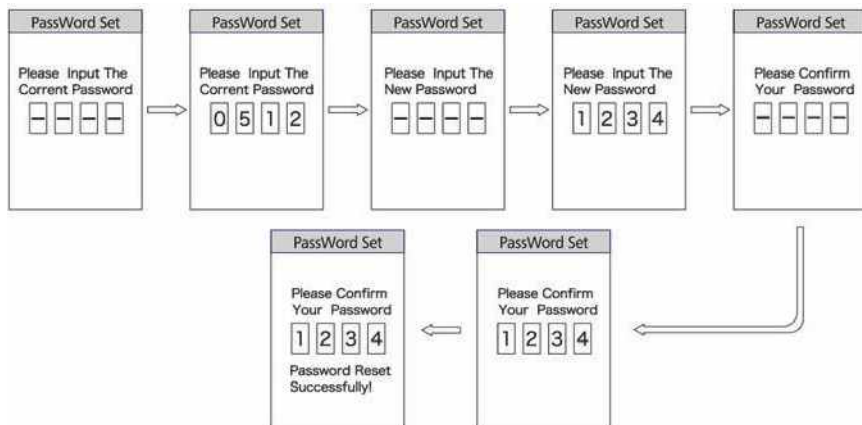 PassWord Set
Please Input The
Corrent Password
– – – –
PassWord Set
Please Input The
Corrent Password
0 5 1 2
PassWord Set
Please Input The
New Password
– – – –
PassWord Set
Please Input The
New Password
1 2 3 4
PassWord Set
Please Confirm
Your Password
– – – –
PassWord Set
Please Confirm
Your Password
1 2 3 4
PassWord Set
Please Confirm
Your Password
1 2 3 4
Password Reset
Successfully!